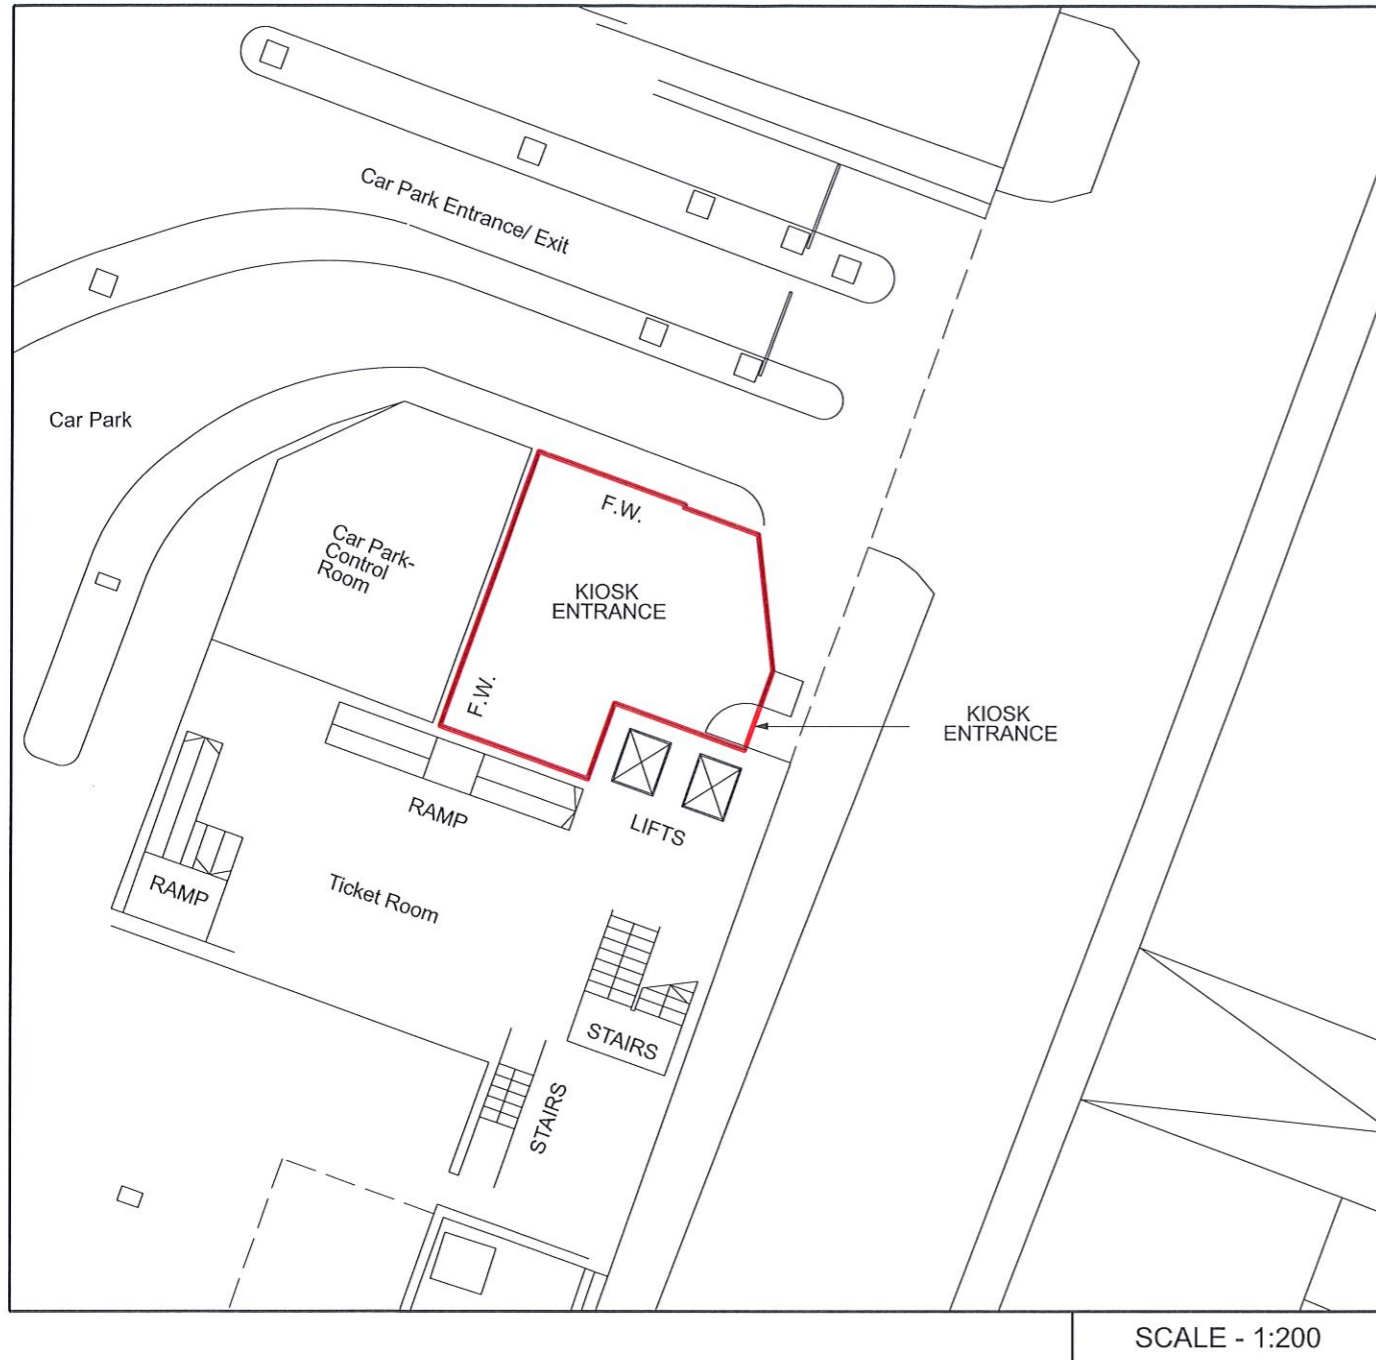 Car Park Entrance/ Exit
Car Park
F.W.
Car Park-
Control
Room
KIOSK
ENTRANCE
F.W.
KIOSK
ENTRANCE
RAMP
LIFTS
RAMP
Ticket Room
STAIRS
STAIRS
SCALE - 1:200